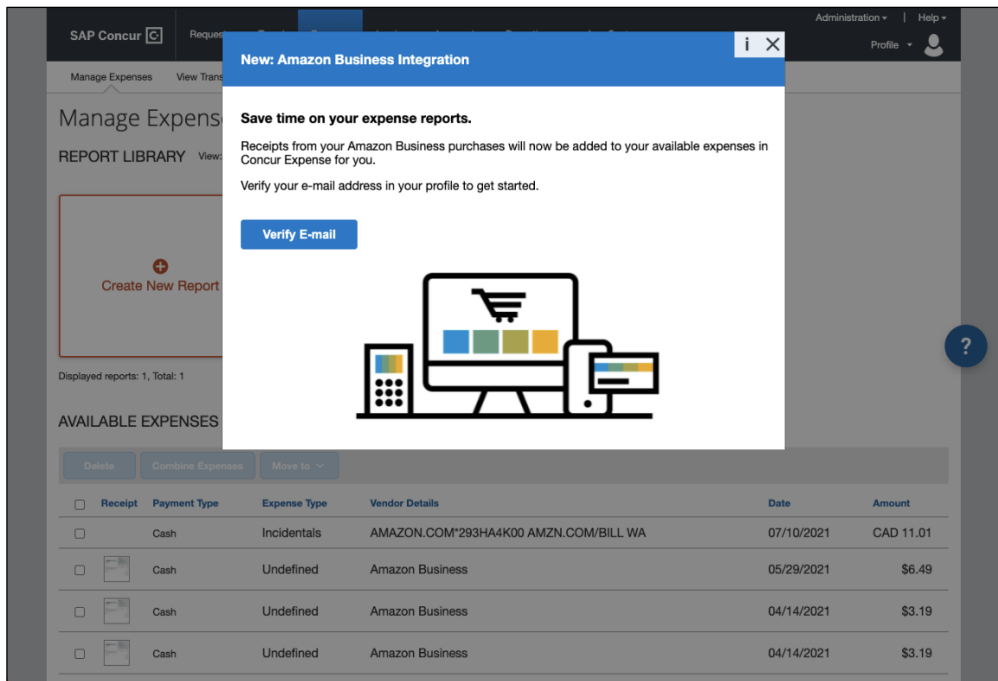 Administration | Help
SAP Concur C
Profile
New: Amazon Business Integration
i
Manage Expenses View
Save time on your expense reports.
Receipts from your Amazon Business purchases will now be added to your available expenses in
Concur Expense for you.
Verify your e-mail address in your profile to get started.
Manage
REPORT LIBRARY View:
Verify E-mail
Create New Report
?
Displayed reports: 1, Total: 1
AVAILABLE EXPENSES
Delete Combine Expenses Move to
Receipt Payment Type Expense Type Vendor Details Date Amount
Cash Incidentals AMAZON.COM*293HA4K00 AMZN.COM/BILL WA 07/10/2021 CAD 11.01
Cash Undefined Amazon Business 05/29/2021 $6.49
Cash Undefined Amazon Business 04/14/2021 $3.19
Cash Undefined Amazon Business 04/14/2021 $3.19